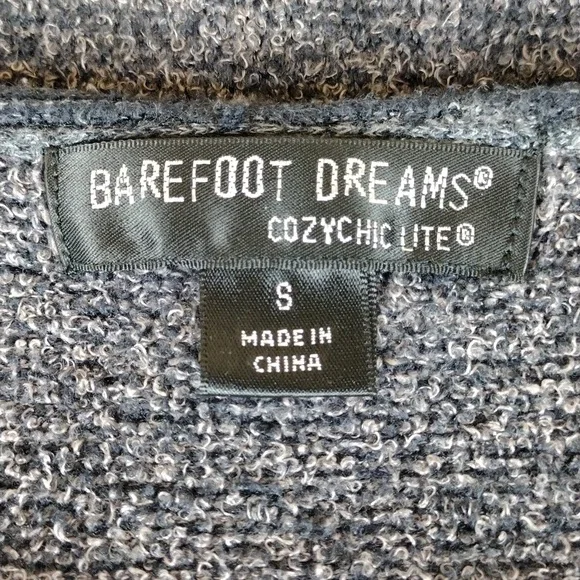 BAREFOOT DREAMS®
COZYCHIC LITE®
S
MADE IN
CHINA